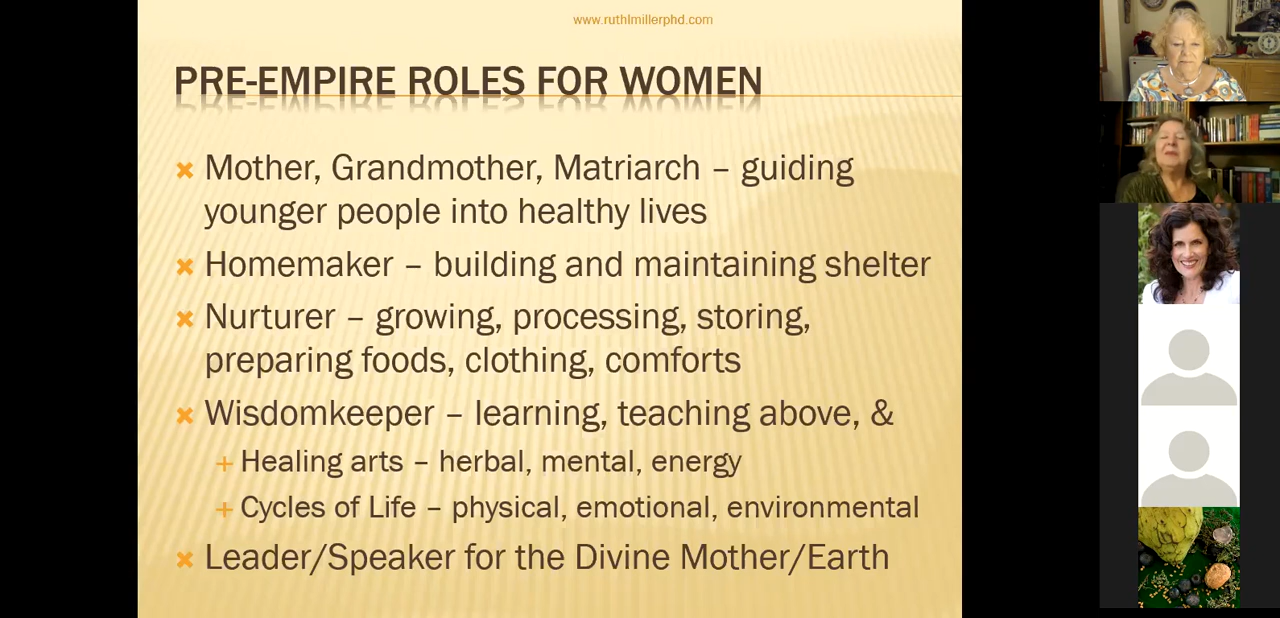 www.ruthlmillerphd.com
PRE-EMPIRE ROLES FOR WOMEN
Mother, Grandmother, Matriarch – guiding
younger people into healthy lives
Homemaker – building and maintaining shelter
Nurturer – growing, processing, storing,
preparing foods, clothing, comforts
Wisdomkeeper – learning, teaching above, &
Healing arts – herbal, mental, energy
Cycles of Life – physical, emotional, environmental
Leader/Speaker for the Divine Mother/Earth